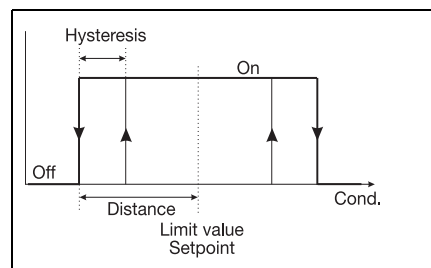 Hysteresis
On
Off
Distance
Cond.
Limit value
Setpoint